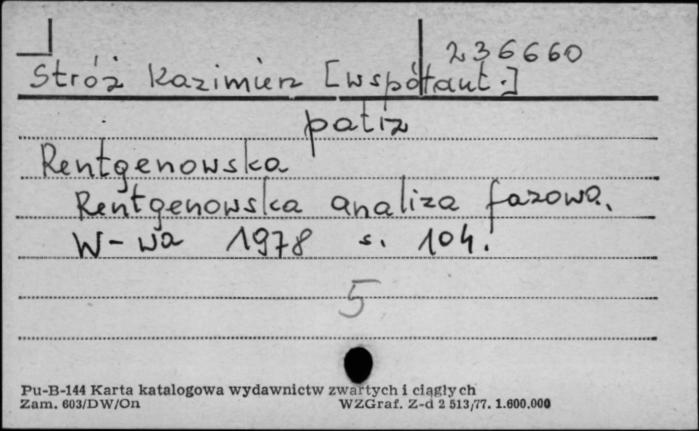 236660
Stróż Kazimierz [współaut.]
patrz
Rentgenowska
Rentgenowska analiza fazowa.
W-wa 1978 s. 104.
5
Pu-B-144 Karta katalogowa wydawnictw zwartych i ciągłych
Zam. 603/DW/On WZGraf. Z-d 2 513/77. 1.600.000